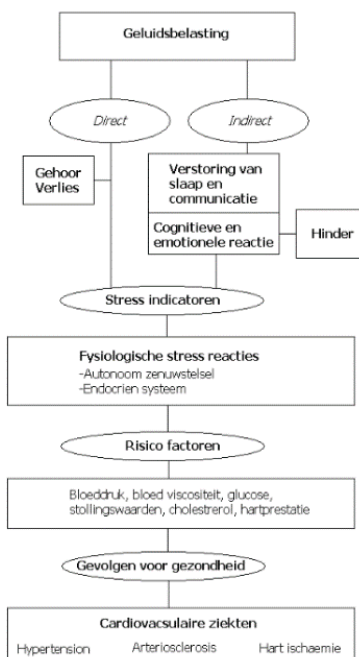 Geluidsbelasting
Direct
Indirect
Gehoor
Verlies
Verstoring van
slaap en
communicatie
Cognitieve en
emotionele reactie
Hinder
Stress indicatoren
Fysiologische stress reacties
-Autonoom zenuwstelsel
-Endocrien systeem
Risico factoren
Bloeddruk, bloed viscositeit, glucose,
stollingswaarden, cholestrerol, hartprestatie
Gevolgen voor gezondheid
Cardiovacsulaire ziekten
Hypertension Arteriosclerosis Hart ischaemie